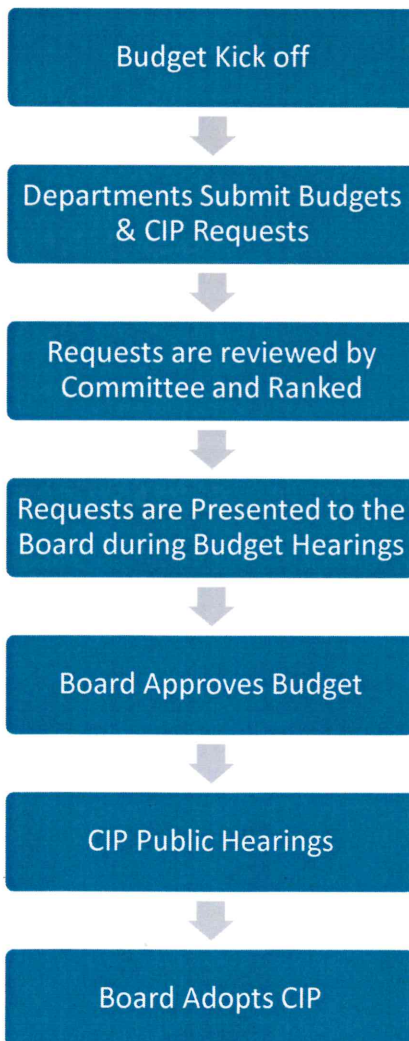 Budget Kick off
Departments Submit Budgets
& CIP Requests
Requests are reviewed by
Committee and Ranked
Requests are Presented to the
Board during Budget Hearings
Board Approves Budget
CIP Public Hearings
Board Adopts CIP